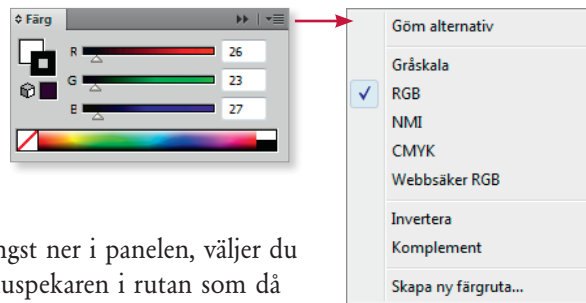 Färg
R 26
G 23
B 27
Göm alternativ
Gråskala
RGB
NMI
CMYK
Webbsäker RGB
Invertera
Komplement
Skapa ny färgruta...
ngst ner i panelen, väljer du
uspekaren i rutan som då